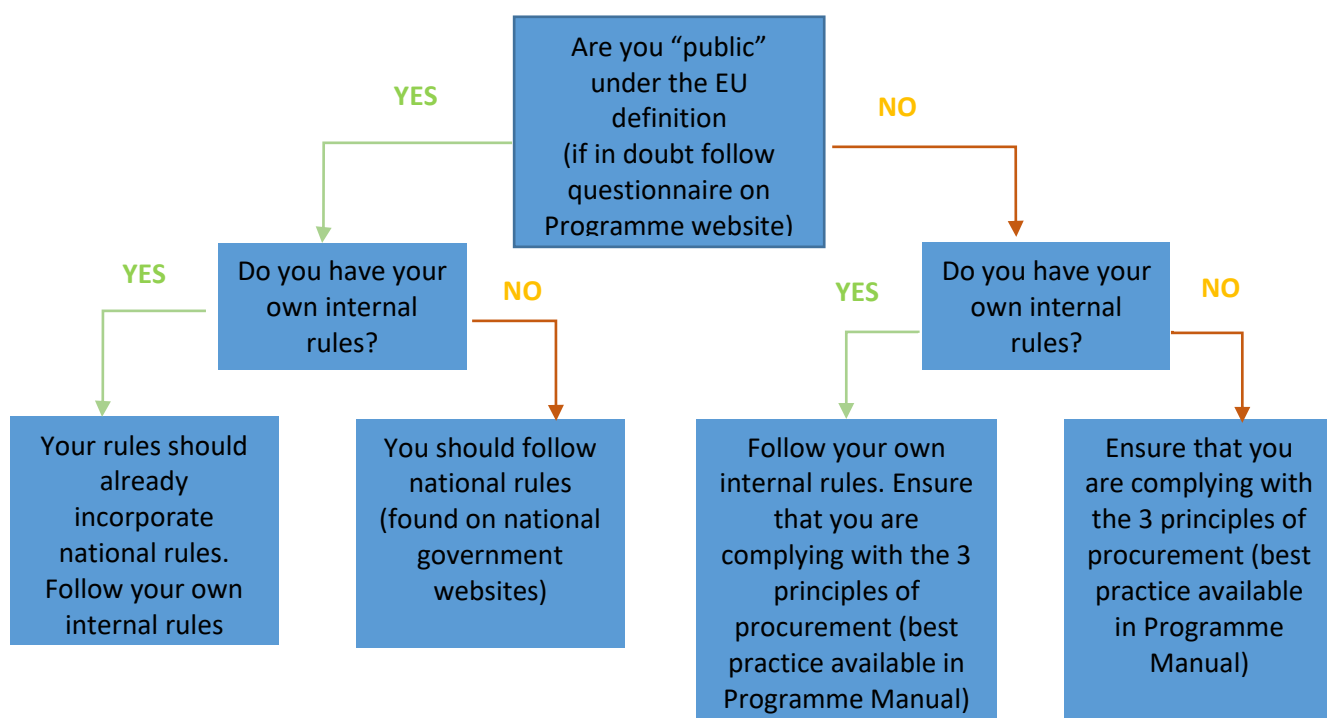 Are you “public”
under the EU
definition
(if in doubt follow
questionnaire on
Programme website)
YES
NO
Do you have your
own internal
rules?
YES
NO
Do you have your
own internal
rules?
YES
NO
Your rules should
already
incorporate
national rules.
Follow your own
internal rules
You should follow
national rules
(found on national
government
websites)
Follow your own
internal rules. Ensure
that you are
complying with the 3
principles of
procurement (best
practice available in
Programme Manual)
Ensure that you
are complying with
the 3 principles of
procurement (best
practice available
in Programme
Manual)